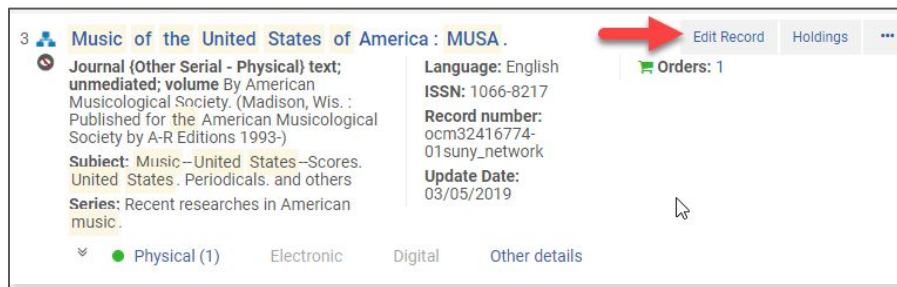 3 Music of the United States of America : MUSA .
Edit Record Holdings •••
Journal {Other Serial - Physical} text;
unmediated; volume By American
Musicological Society. (Madison, Wis. :
Published for the American Musicological
Society by A-R Editions 1993-)
Subject: Music--United States--Scores.
United States. Periodicals. and others
Series: Recent researches in American
music .
Language: English
ISSN: 1066-8217
Record number:
ocm32416774-
01suny_network
Update Date:
03/05/2019
Orders: 1
Physical (1) Electronic Digital Other details